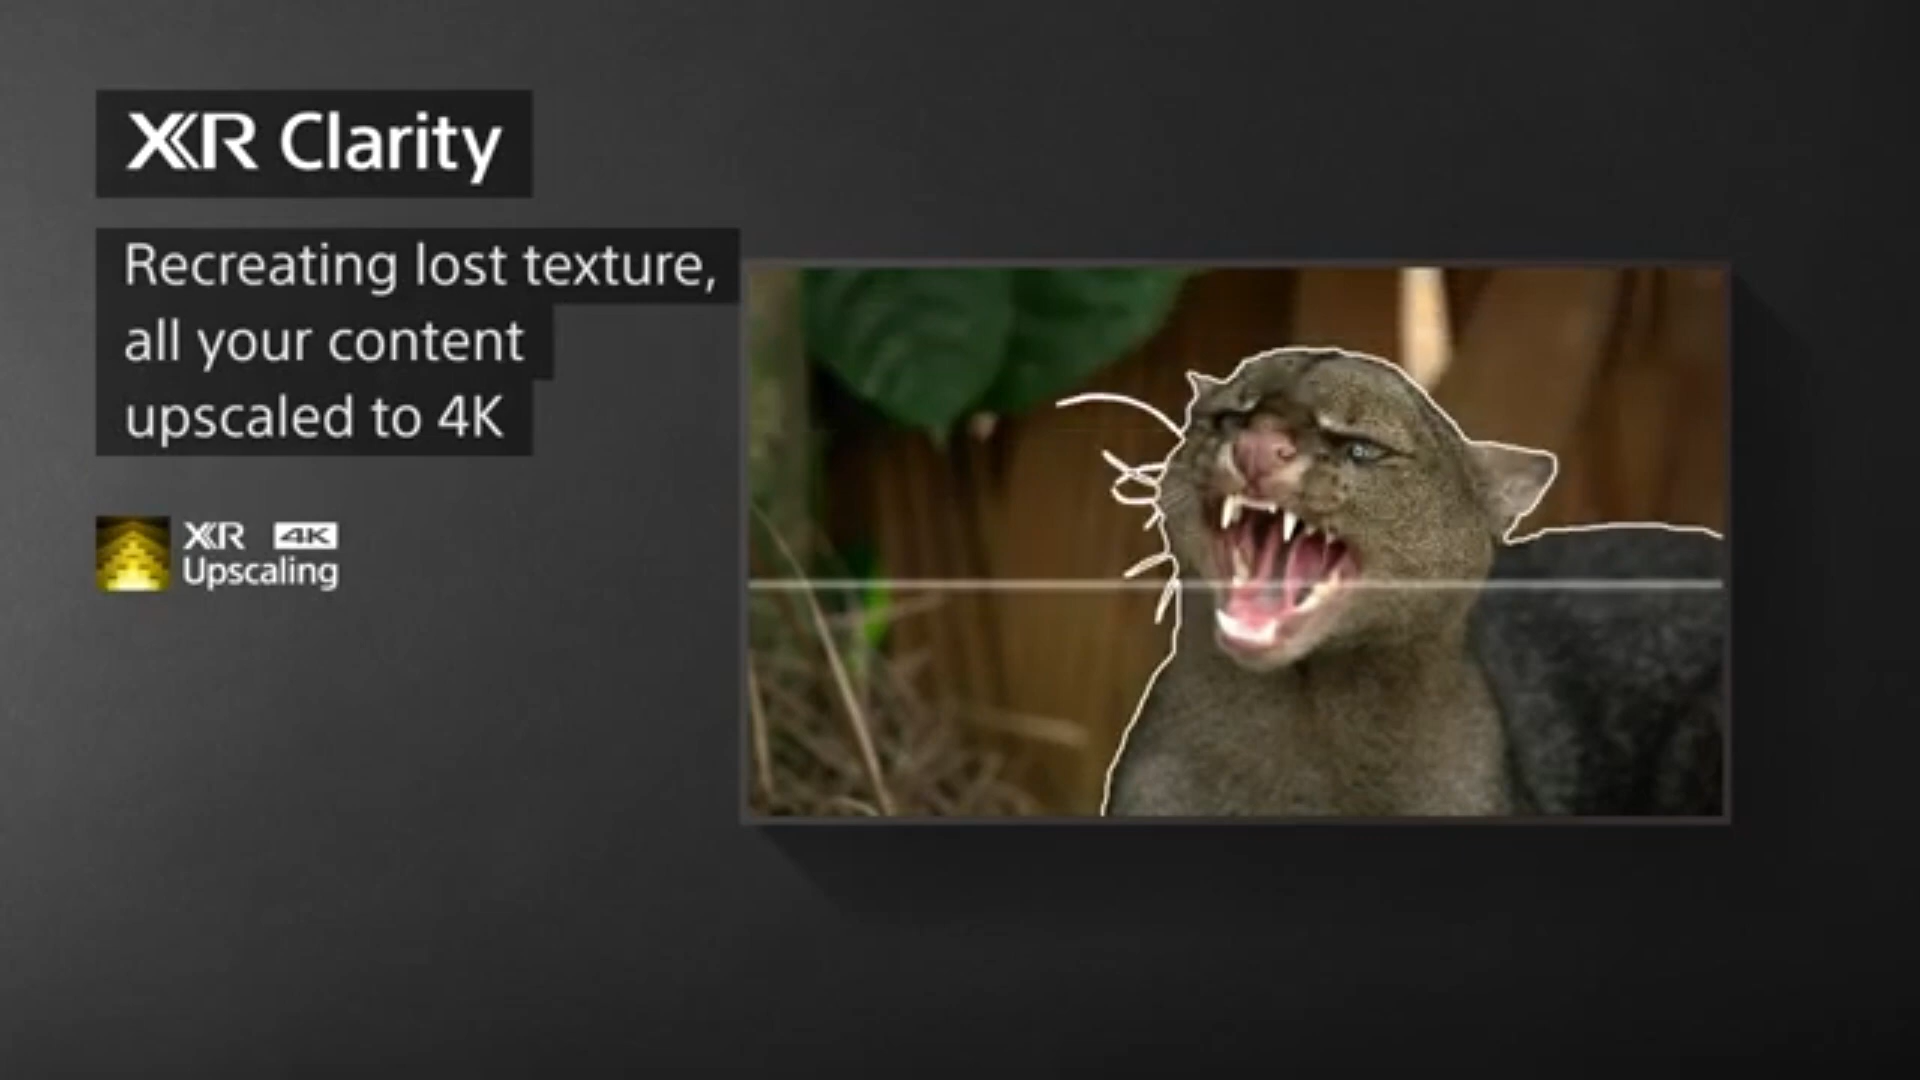 XR Clarity
Recreating lost texture,
all your content
upscaled to 4K
XR 4K
Upscaling